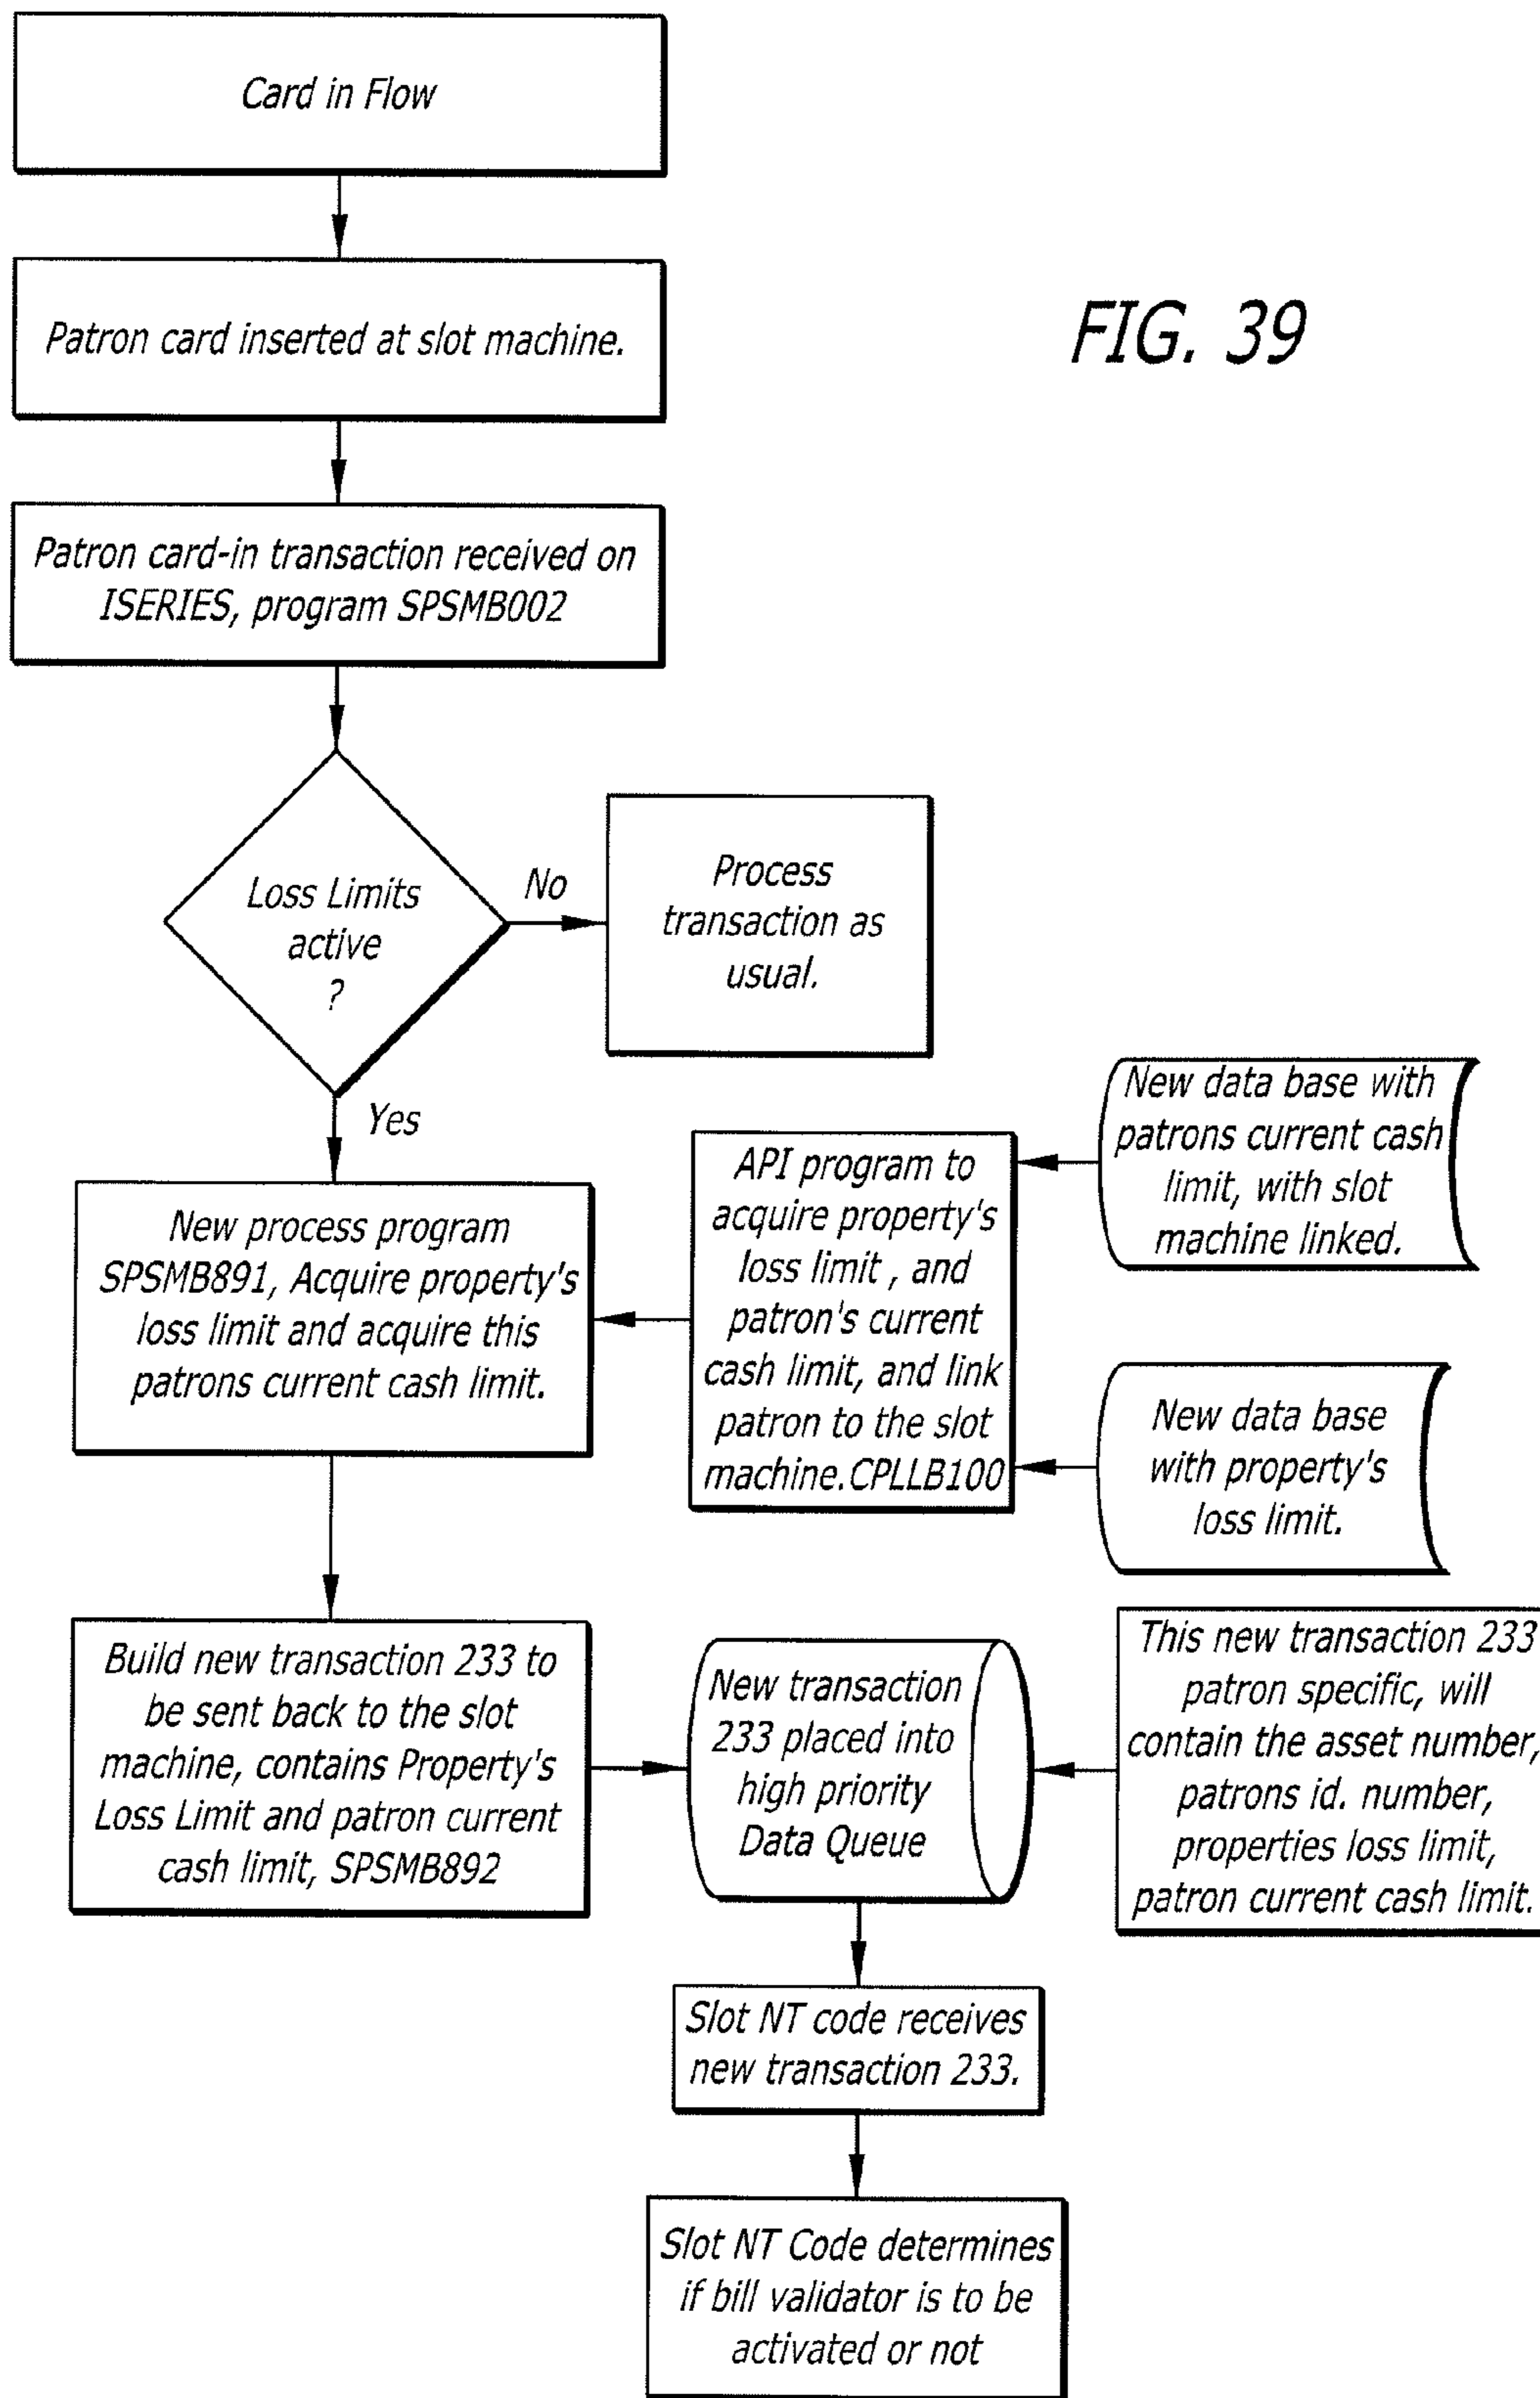 Card in Flow
FIG. 39
Patron card inserted at slot machine.
Patron card-in transaction received on
ISERIES, program SPSMB002
Loss Limits
active
?
No
Process
transaction as
usual.
Yes
New process program
SPSMB891, Acquire property's
loss limit and acquire this
patrons current cash limit.
API program to
acquire property's
loss limit , and
patron's current
cash limit, and link
patron to the slot
machine.CPLLB100
New data base with
patrons current cash
limit, with slot
machine linked.
New data base
with property's
loss limit.
Build new transaction 233 to
be sent back to the slot
machine, contains Property's
Loss Limit and patron current
cash limit, SPSMB892
New transaction
233 placed into
high priority
Data Queue
This new transaction 233
patron specific, will
contain the asset number,
patrons id. number,
properties loss limit,
patron current cash limit.
Slot NT code receives
new transaction 233.
Slot NT Code determines
if bill validator is to be
activated or not